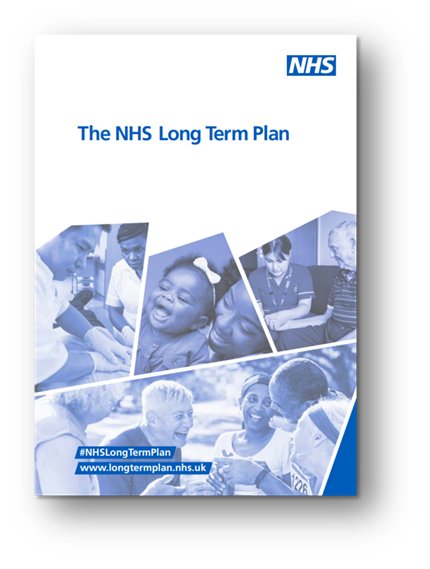 NHS
The NHS Long Term Plan
#NHSLongTermPlan
www.longtermplan.nhs.uk